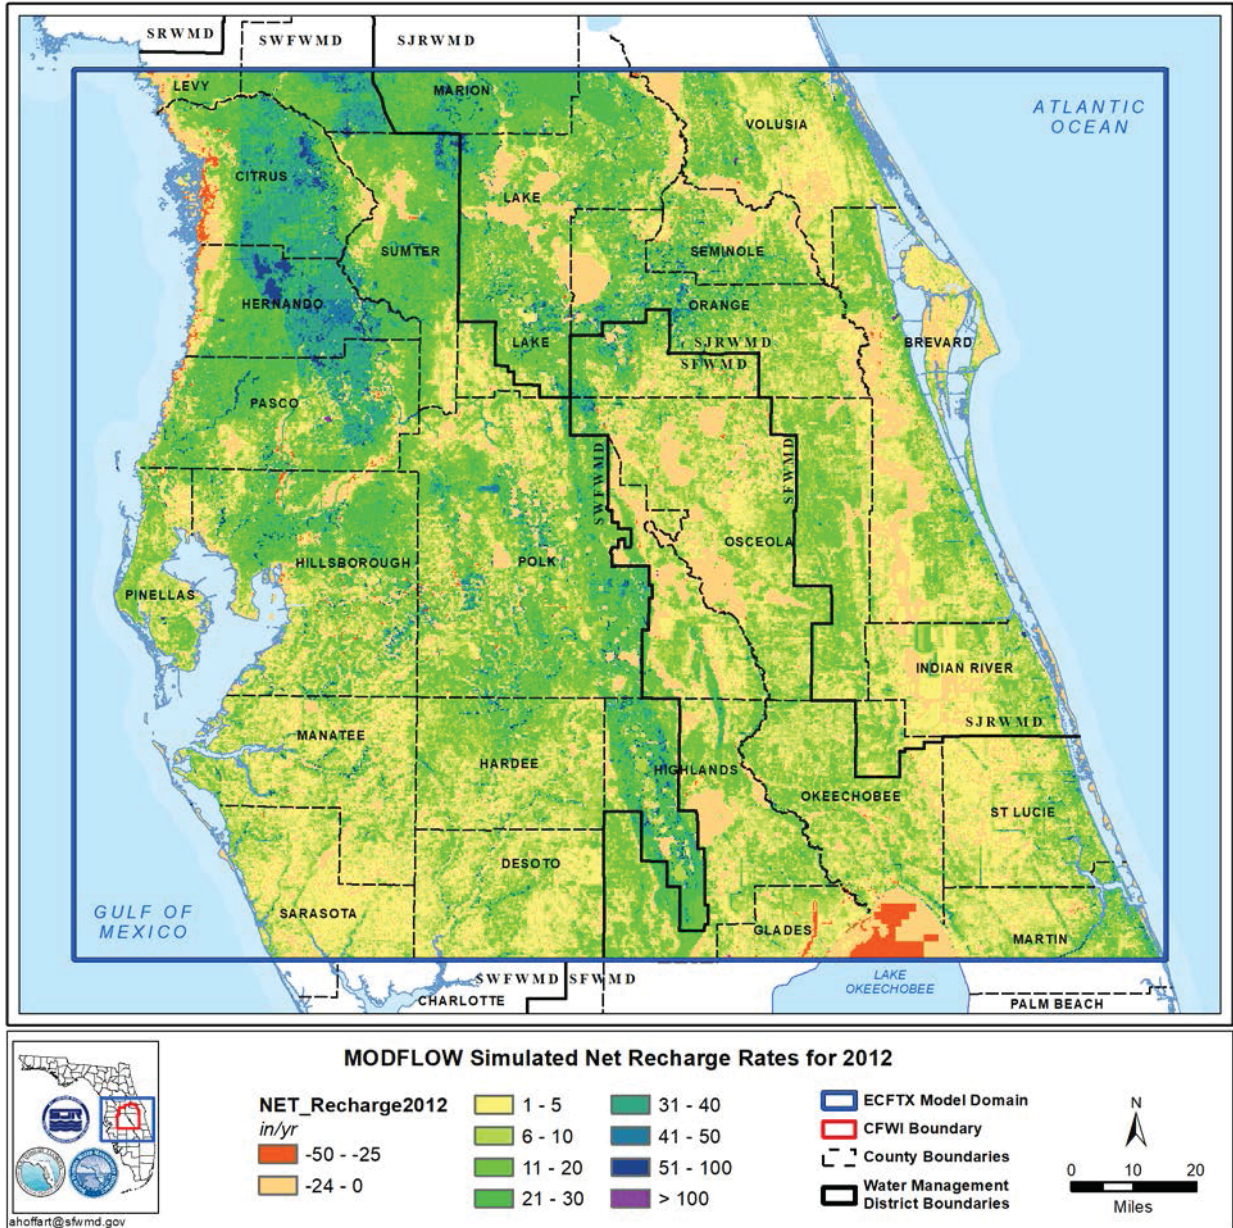 SRWMD
SWFWMD
SJRWMD
LEVY
MARION
VOLUSIA
ATLANTIC
OCEAN
CITRUS
LAKE
SUMTER
SEMINOLE
HERNANDO
ORANGE
LAKE
SJRWMD
SFWMD
BREVARD
PASCO
SWFWMD
SFWMD
OSCEOLA
HILLSBOROUGH
POLK
PINELLAS
INDIAN RIVER
SJRWMD
MANATEE
HARDEE
HIGHLANDS
OKEECHOBEE
ST LUCIE
DESOTO
SARASOTA
GULF OF
MEXICO
GLADES
MARTIN
SWFWMD
SFWMD
LAKE
OKEECHOBEE
CHARLOTTE
PALM BEACH
MODFLOW Simulated Net Recharge Rates for 2012
NET_Recharge2012
in/yr
-50 - -25
-24 - 0
1 - 5
6 - 10
11 - 20
21 - 30
31 - 40
41 - 50
51 - 100
> 100
ECFTX Model Domain
CFWI Boundary
County Boundaries
Water Management
District Boundaries
N
0 10 20
Miles
SJR
ahoffart@sfwmd.gov